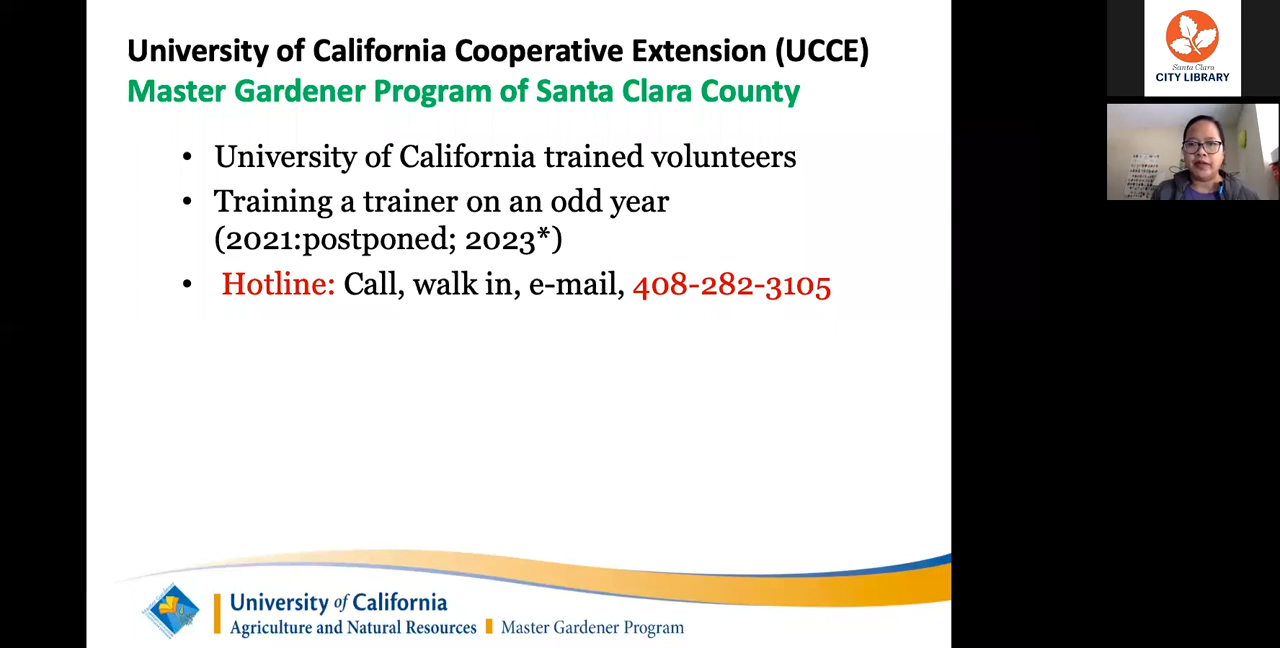 University of California Cooperative Extension (UCCE)
Master Gardener Program of Santa Clara County
• University of California trained volunteers
• Training a trainer on an odd year
(2021:postponed; 2023*)
• Hotline: Call, walk in, e-mail, 408-282-3105
University of California
Agriculture and Natural Resources Master Gardener Program
Santa Clara
CITY LIBRARY